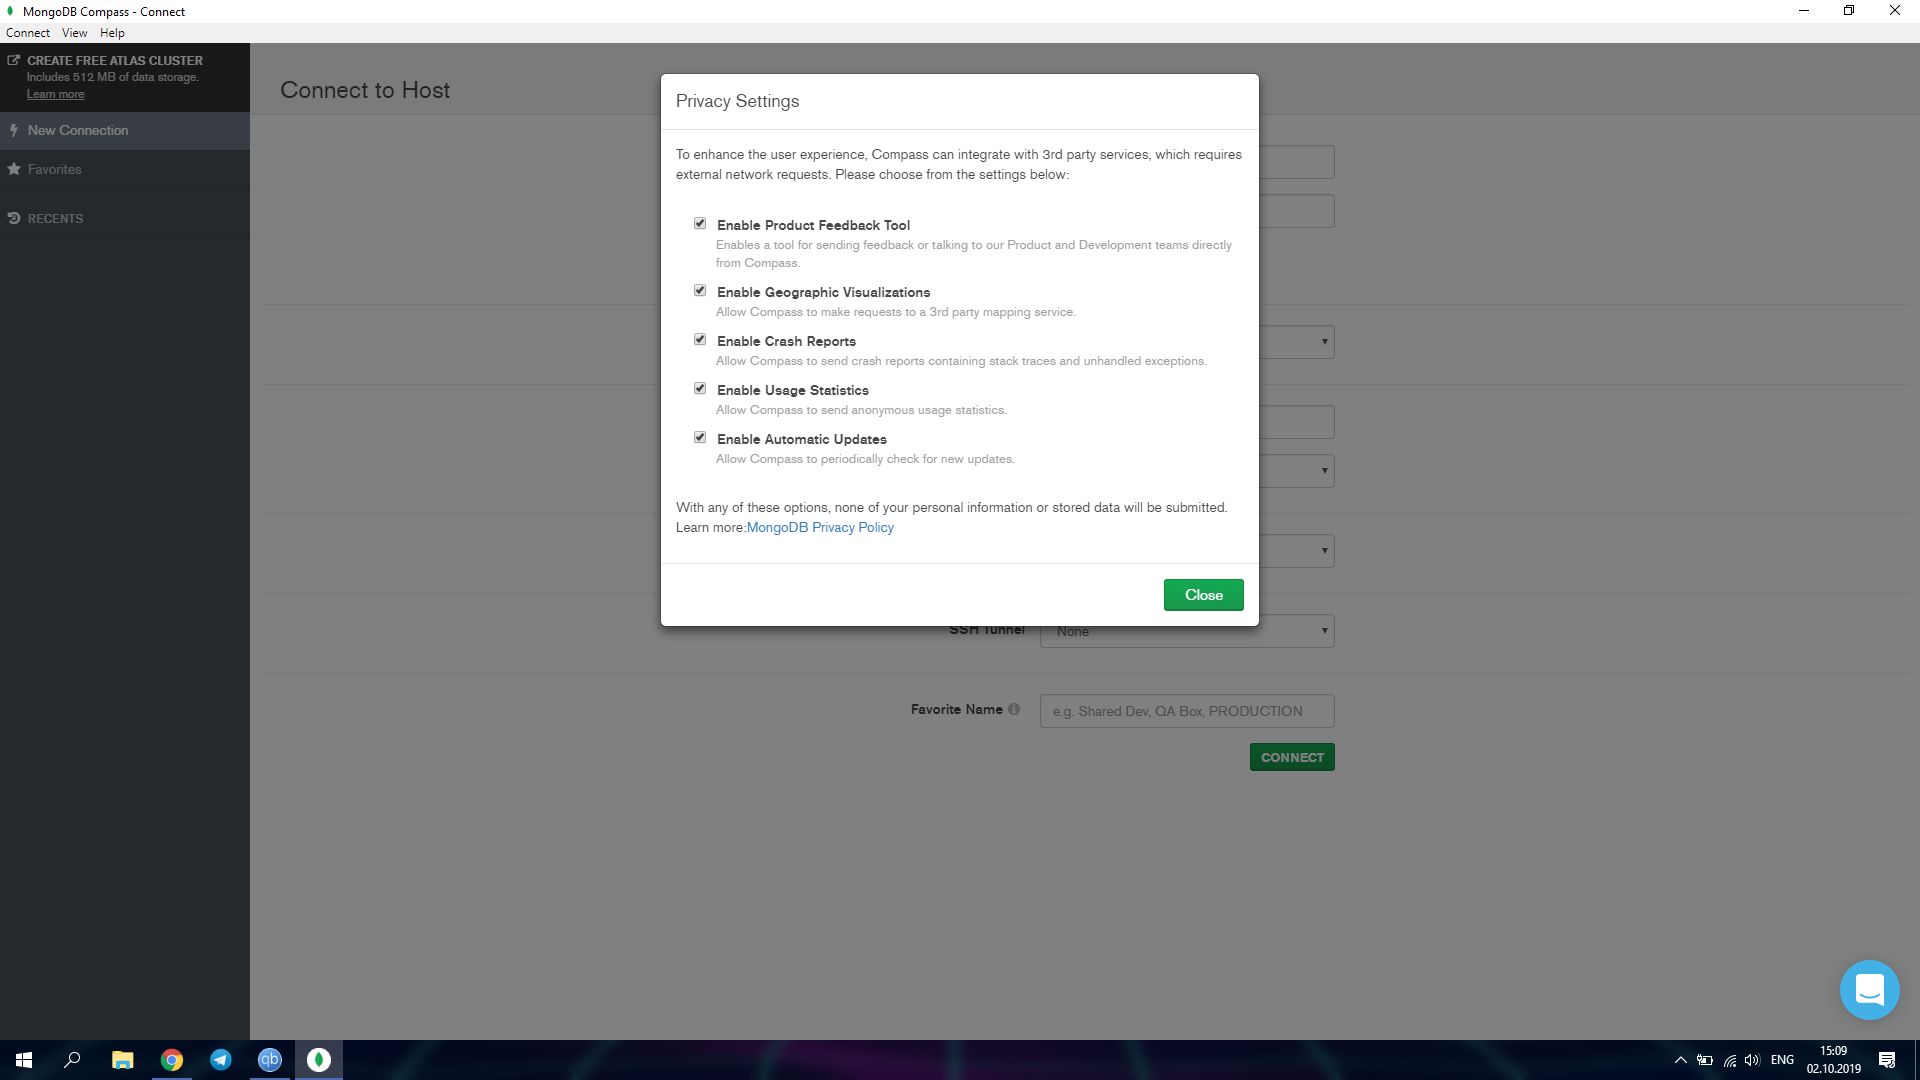 MongoDB Compass - Connect
Connect View Help
CREATE FREE ATLAS CLUSTER
Includes 512 MB of data storage.
Learn more
New Connection
Favorites
RECENTS
Connect to Host
Privacy Settings
To enhance the user experience, Compass can integrate with 3rd party services, which requires
external network requests. Please choose from the settings below:
Enable Product Feedback Tool
Enables a tool for sending feedback or talking to our Product and Development teams directly
from Compass.
Enable Geographic Visualizations
Allow Compass to make requests to a 3rd party mapping service.
Enable Crash Reports
Allow Compass to send crash reports containing stack traces and unhandled exceptions.
Enable Usage Statistics
Allow Compass to send anonymous usage statistics.
Enable Automatic Updates
Allow Compass to periodically check for new updates.
With any of these options, none of your personal information or stored data will be submitted.
Learn more:MongoDB Privacy Policy
Close
SSH Tunnel None
Favorite Name e.g. Shared Dev, QA Box, PRODUCTION
CONNECT
qb
ENG
15:09
02.10.2019